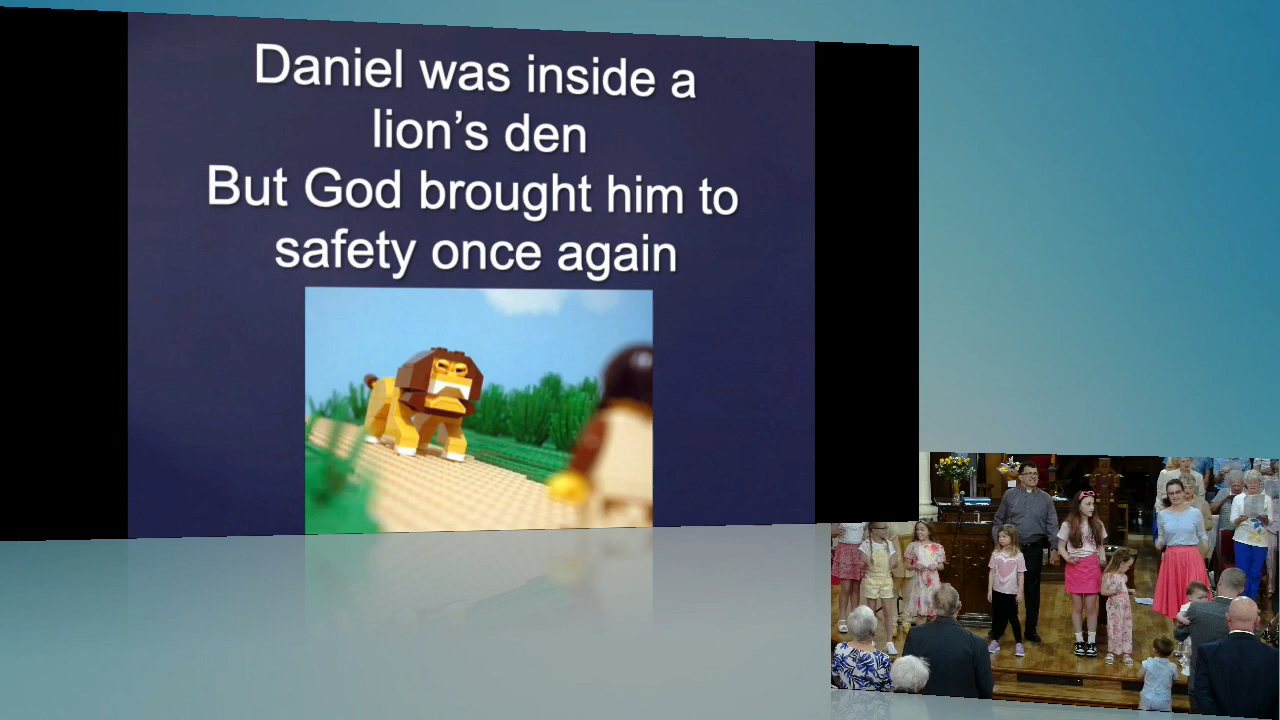 Daniel was inside a
lion’s den
But God brought him to
safety once again